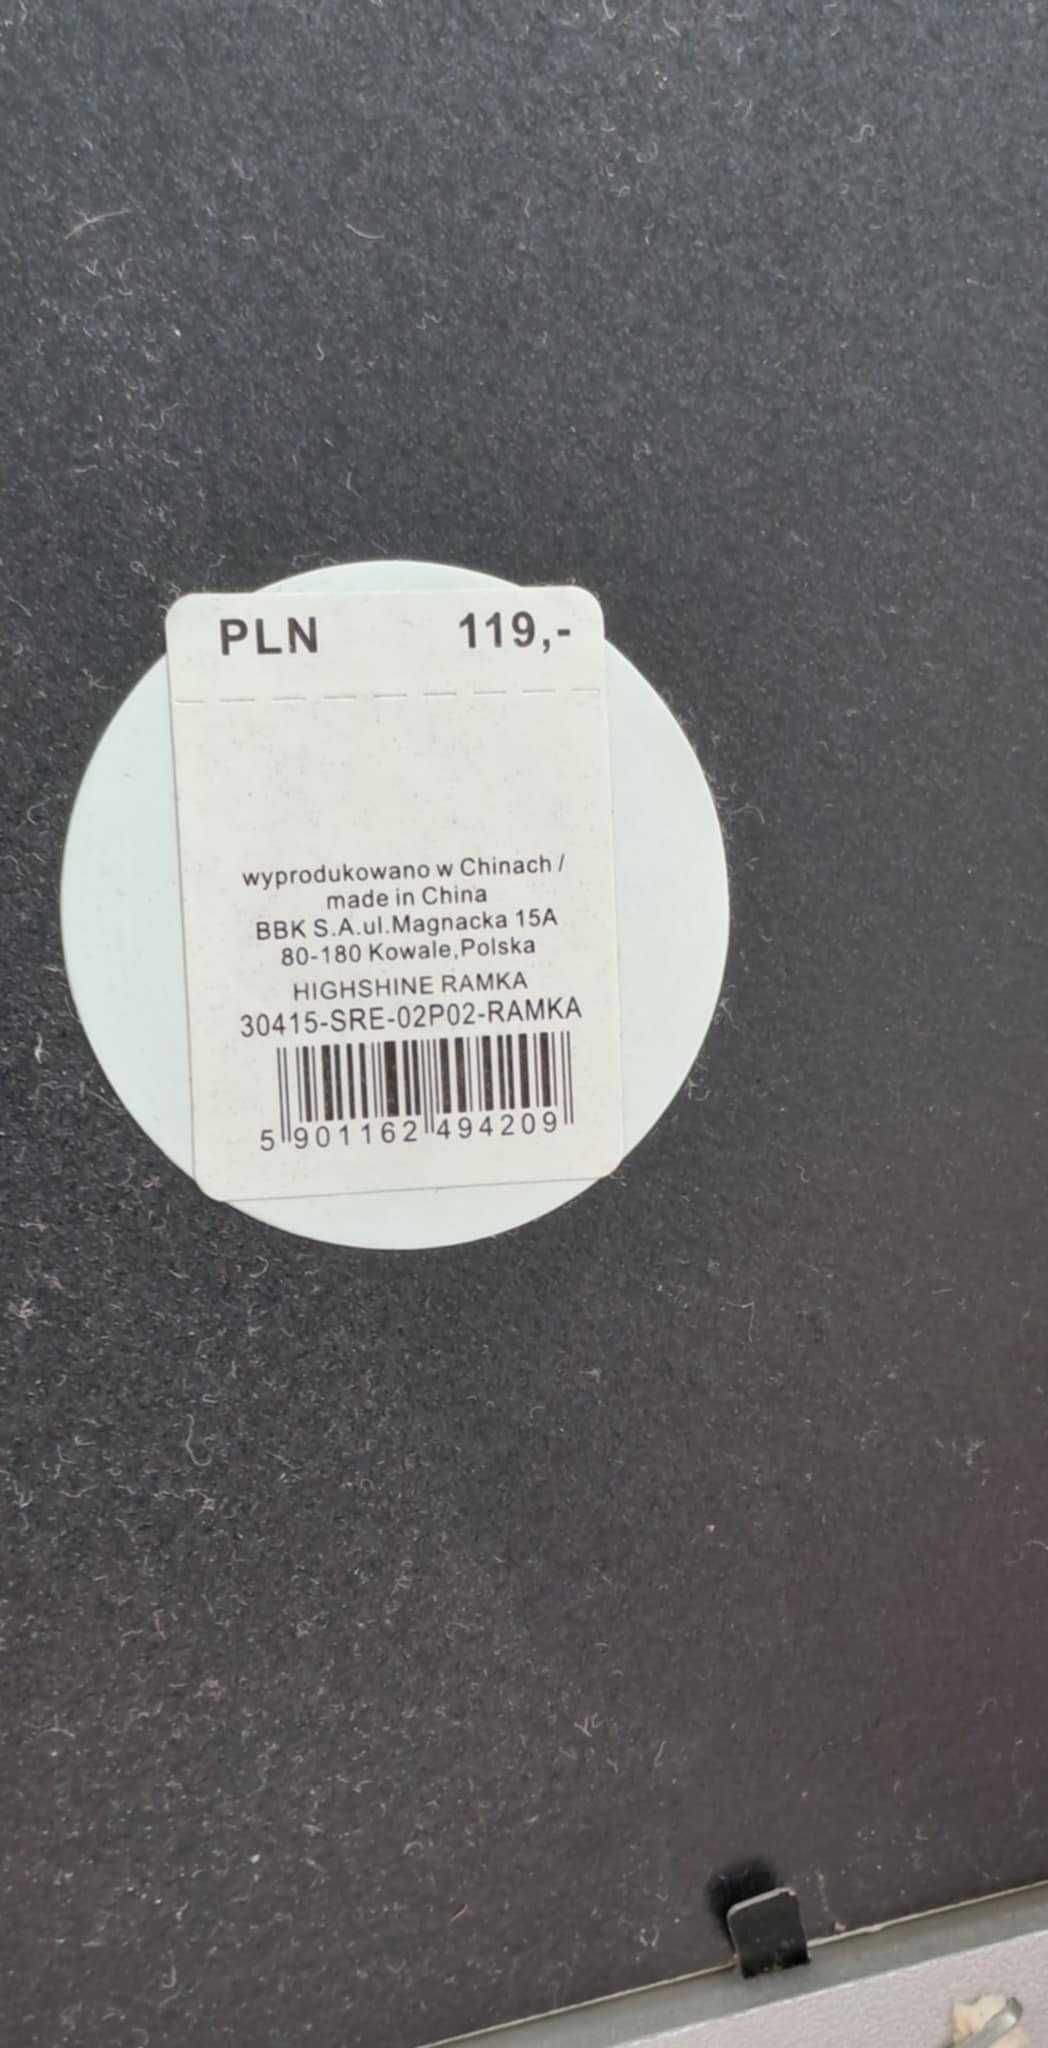 PLN 119,-
wyprodukowano w Chinach /
made in China
BBK S.A.ul.Magnacka 15A
80-180 Kowale,Polska
HIGHSHINE RAMKA
30415-SRE-02P02-RAMKA
5 901162 494209